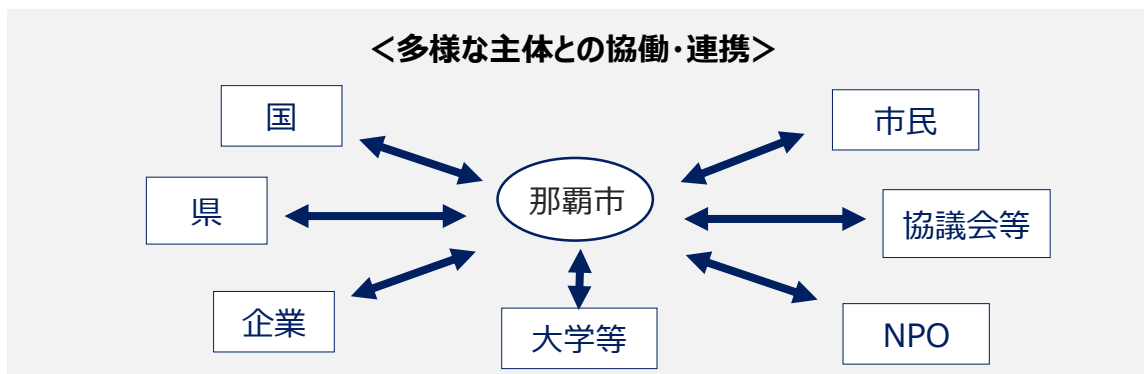 ＜多様な主体との協働・連携＞
国
市民
県
那覇市
協議会等
企業
大学等
NPO